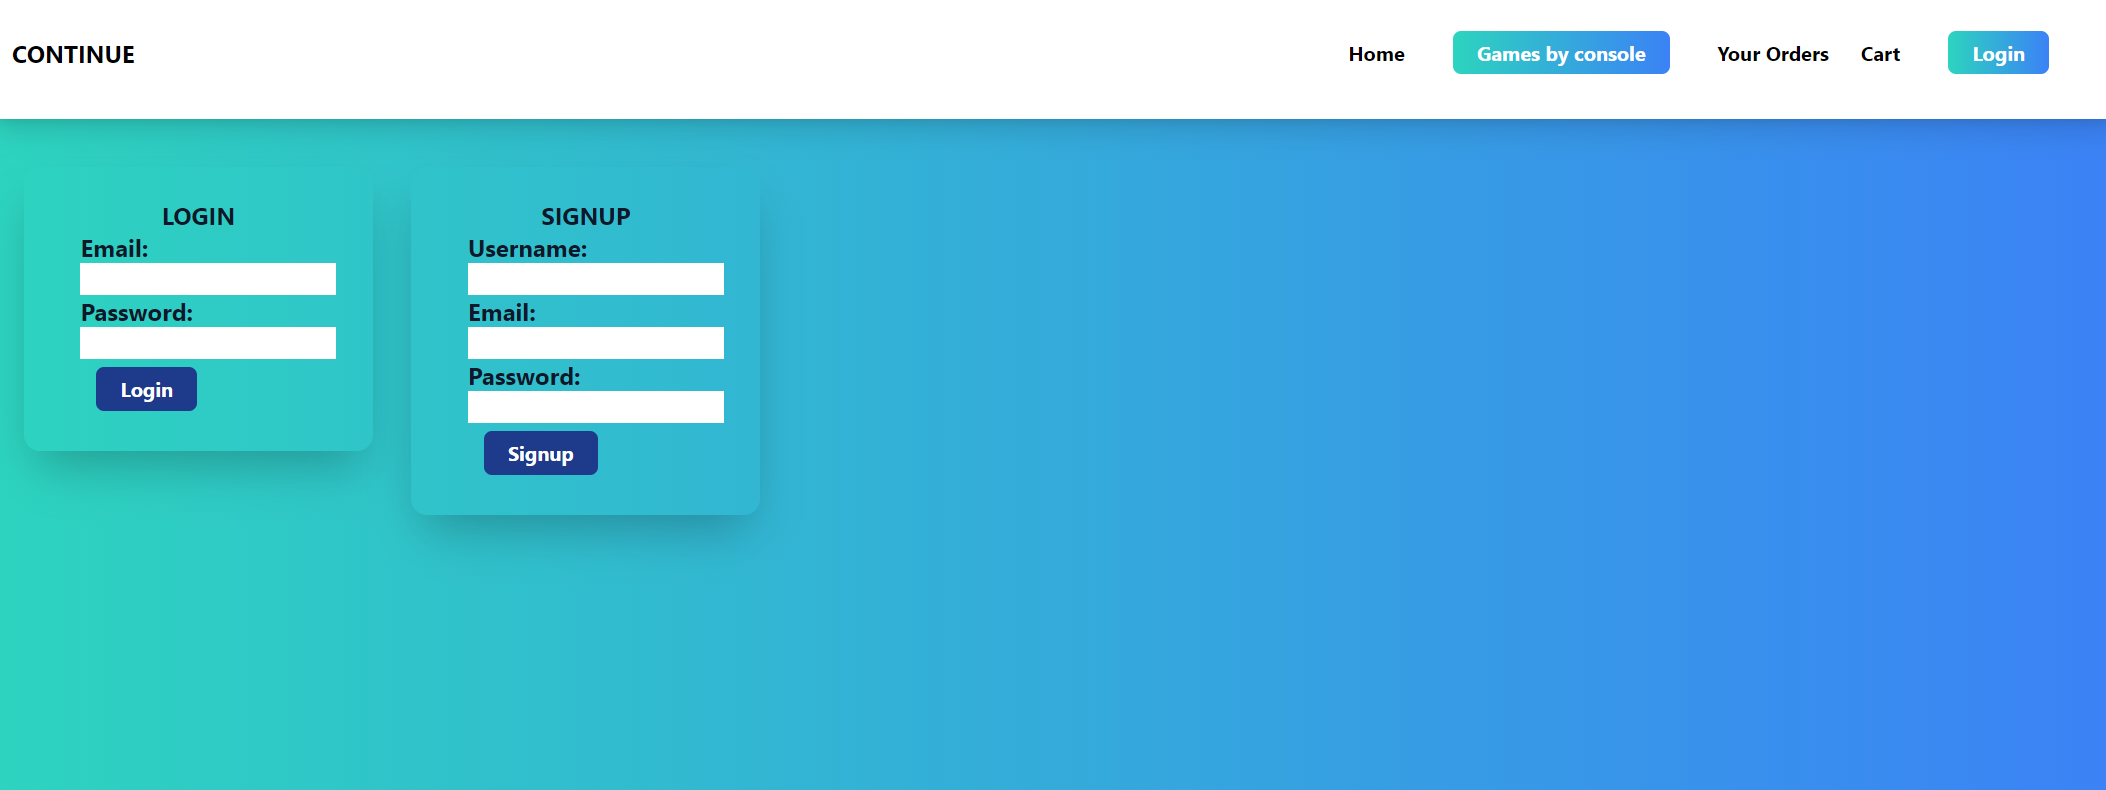 CONTINUE
Home Games by console Your Orders Cart Login
LOGIN
Email:
Password:
Login
SIGNUP
Username:
Email:
Password:
Signup